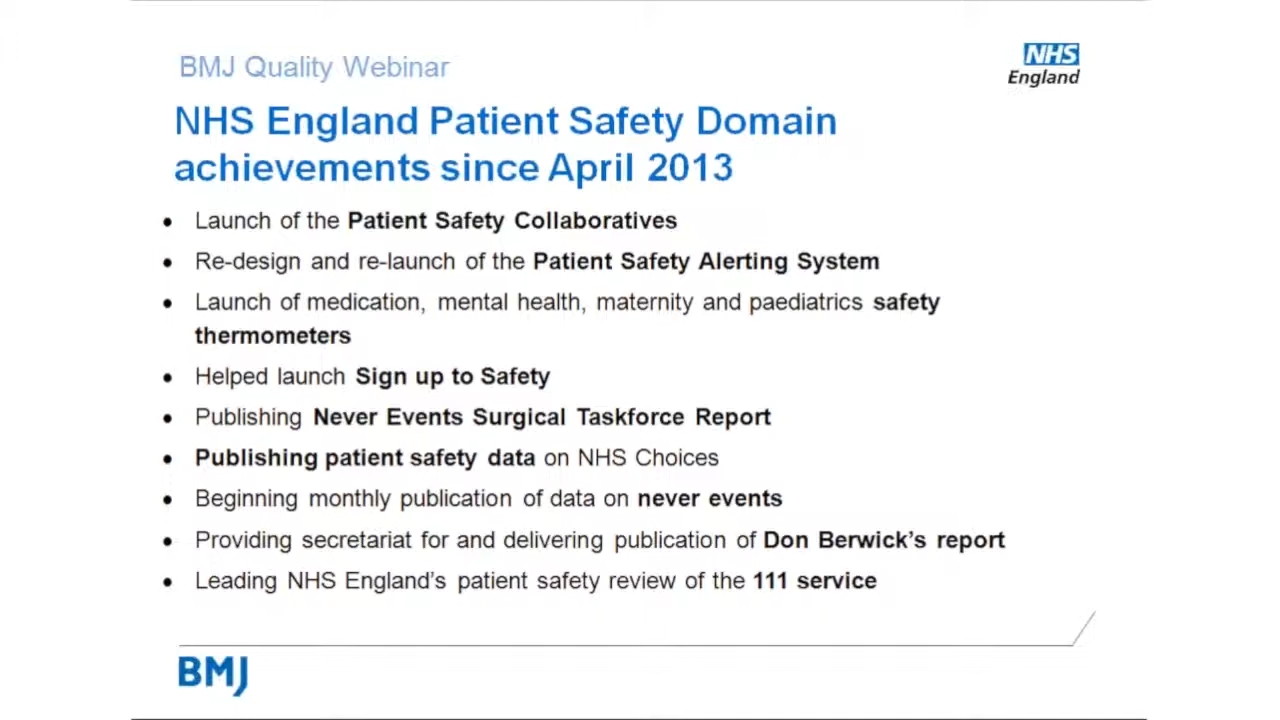 BMJ Quality Webinar
NHS
England
NHS England Patient Safety Domain
achievements since April 2013
• Launch of the Patient Safety Collaboratives
• Re-design and re-launch of the Patient Safety Alerting System
• Launch of medication, mental health, maternity and paediatrics safety
thermometers
• Helped launch Sign up to Safety
• Publishing Never Events Surgical Taskforce Report
• Publishing patient safety data on NHS Choices
• Beginning monthly publication of data on never events
• Providing secretariat for and delivering publication of Don Berwick’s report
• Leading NHS England’s patient safety review of the 111 service
BMJ